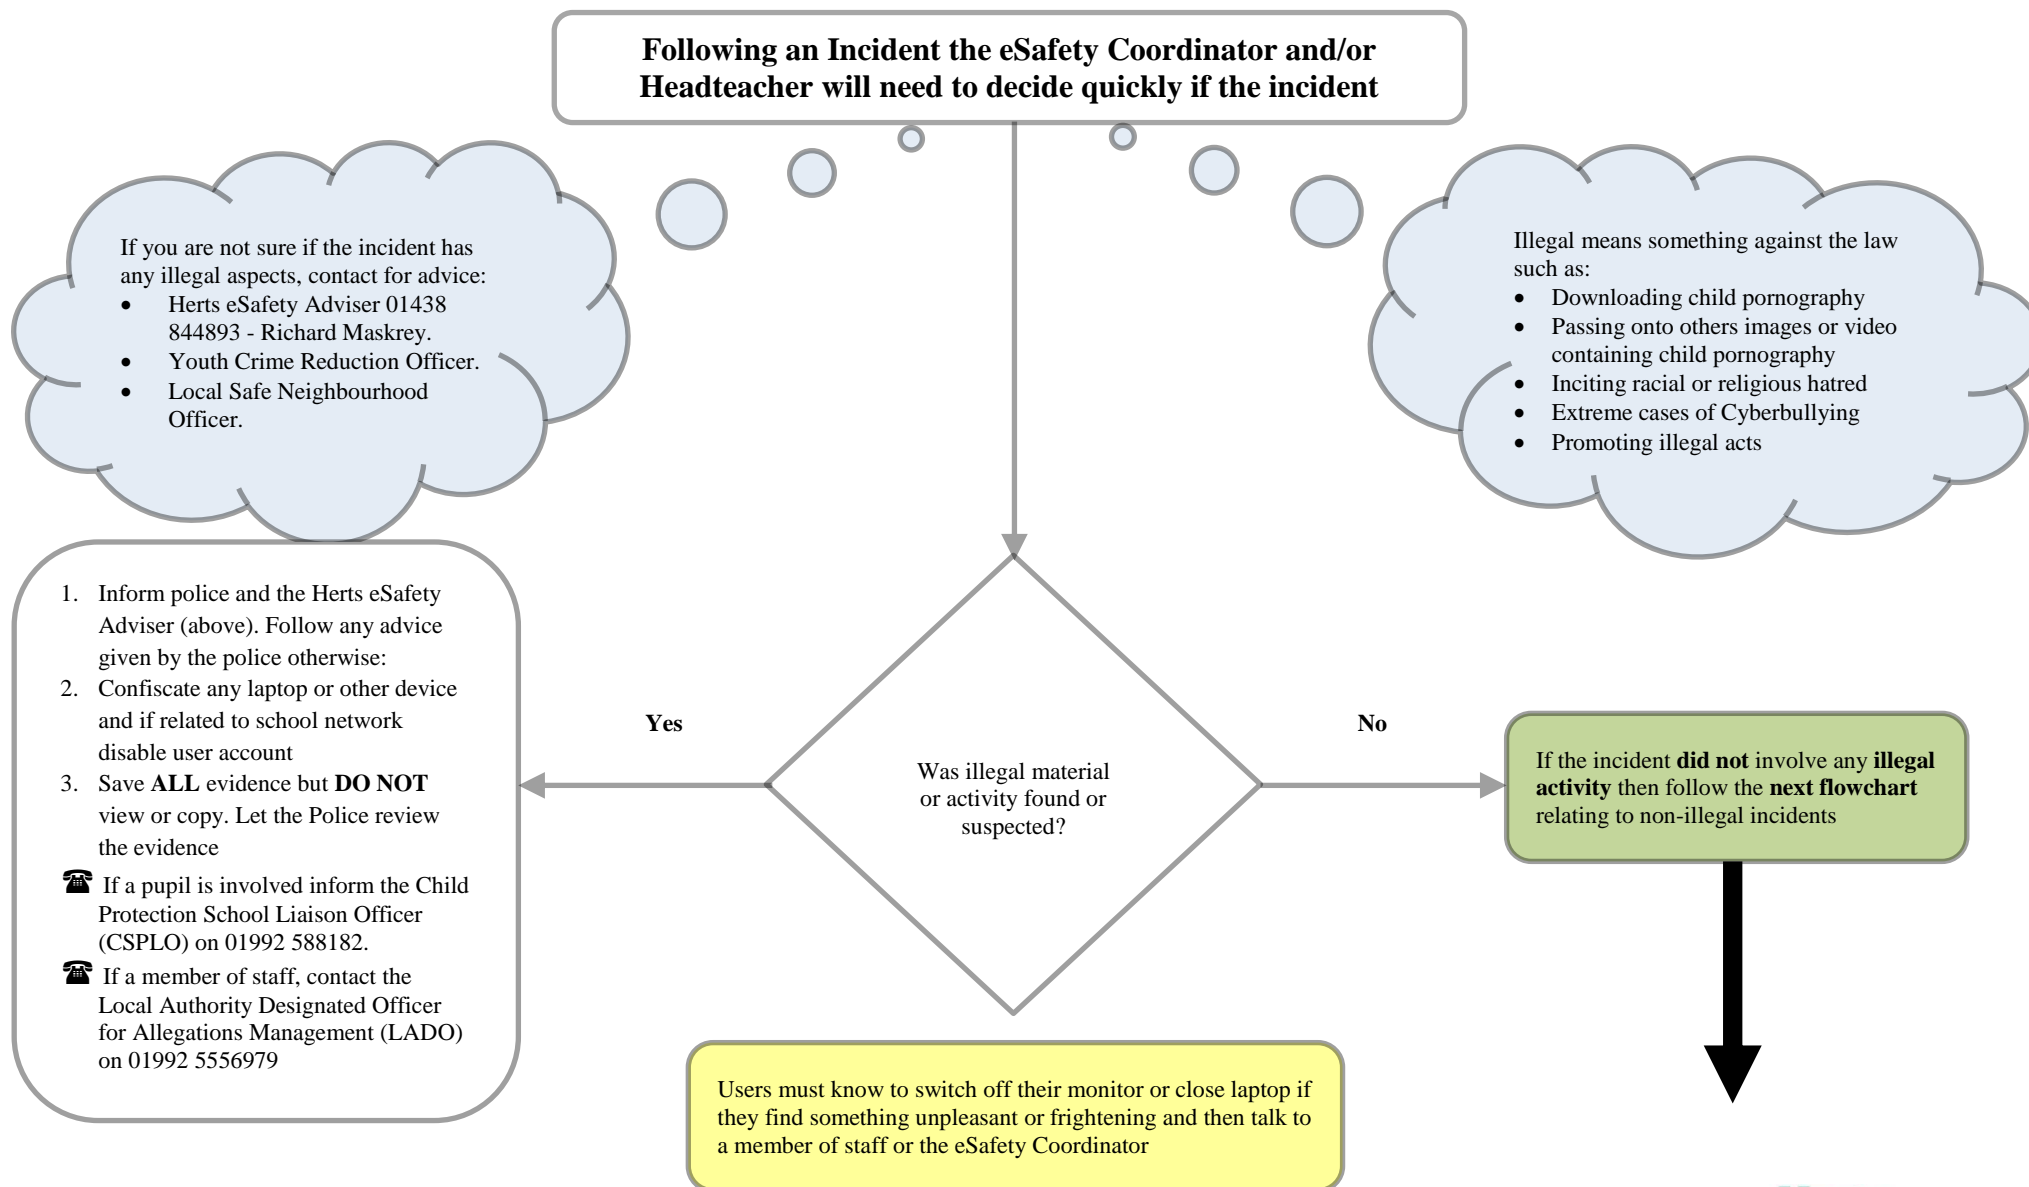 Following an Incident the eSafety Coordinator and/or
Headteacher will need to decide quickly if the incident
If you are not sure if the incident has
any illegal aspects, contact for advice:
• Herts eSafety Adviser 01438
844893 - Richard Maskrey.
• Youth Crime Reduction Officer.
• Local Safe Neighbourhood
Officer.
Illegal means something against the law
such as:
• Downloading child pornography
• Passing onto others images or video
containing child pornography
• Inciting racial or religious hatred
• Extreme cases of Cyberbullying
• Promoting illegal acts
1. Inform police and the Herts eSafety
Adviser (above). Follow any advice
given by the police otherwise:
2. Confiscate any laptop or other device
and if related to school network
disable user account
3. Save ALL evidence but DO NOT
view or copy. Let the Police review
the evidence
☎ If a pupil is involved inform the Child
Protection School Liaison Officer
(CSPLO) on 01992 588182.
☎ If a member of staff, contact the
Local Authority Designated Officer
for Allegations Management (LADO)
on 01992 5556979
Yes
Was illegal material
or activity found or
suspected?
No
If the incident did not involve any illegal
activity then follow the next flowchart
relating to non-illegal incidents
Users must know to switch off their monitor or close laptop if
they find something unpleasant or frightening and then talk to
a member of staff or the eSafety Coordinator